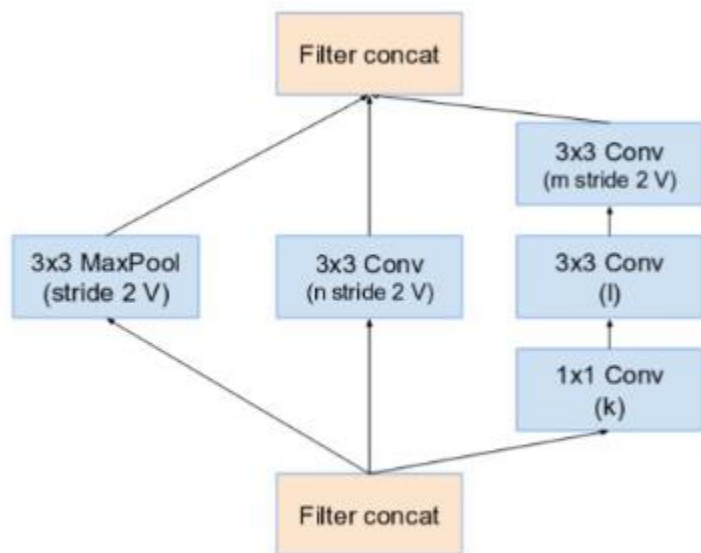 Filter concat
3x3 Conv
(m stride 2 V)
3x3 MaxPool
(stride 2 V)
3x3 Conv
(n stride 2 V)
3x3 Conv
(l)
1x1 Conv
(k)
Filter concat